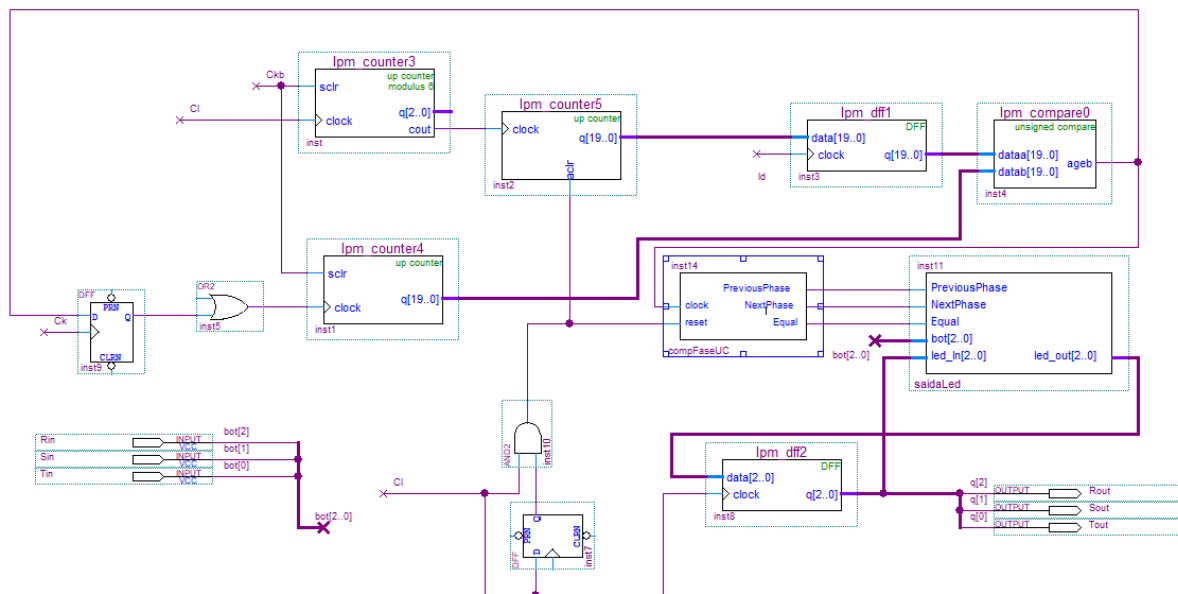 lpm_counter3
up counter
modulus 6
Ckb
sclr
q[2..0]
Cl
clock
cout
inst
lpm_counter5
up counter
clock
q[19..0]
aclr
inst2
lpm_dff1
DFF
data[19..0]
clock
q[19..0]
ld
inst3
lpm_compare0
unsigned compare
dataa[19..0]
datab[19..0]
ageb
inst4
lpm_counter4
up counter
sclr
clock
q[19..0]
inst1
OR2
inst5
DFF
PRN
D
Q
Ck
CLRN
inst9
inst14
PreviousPhase
clock
NextPhase
reset
Equal
compFaseUC
inst11
PreviousPhase
NextPhase
Equal
bot[2..0]
bot[2..0]
led_In[2..0]
led_out[2..0]
saidaLed
Rin
INPUT
VCC
bot[2]
Sin
INPUT
VCC
bot[1]
Tin
INPUT
VCC
bot[0]
bot[2..0]
AND2
inst10
Cl
DFF
PRN
Q
D
CLRN
inst7
lpm_dff2
DFF
data[2..0]
clock
q[2..0]
inst8
q[2]
OUTPUT
Rout
q[1]
OUTPUT
Sout
q[0]
OUTPUT
Tout